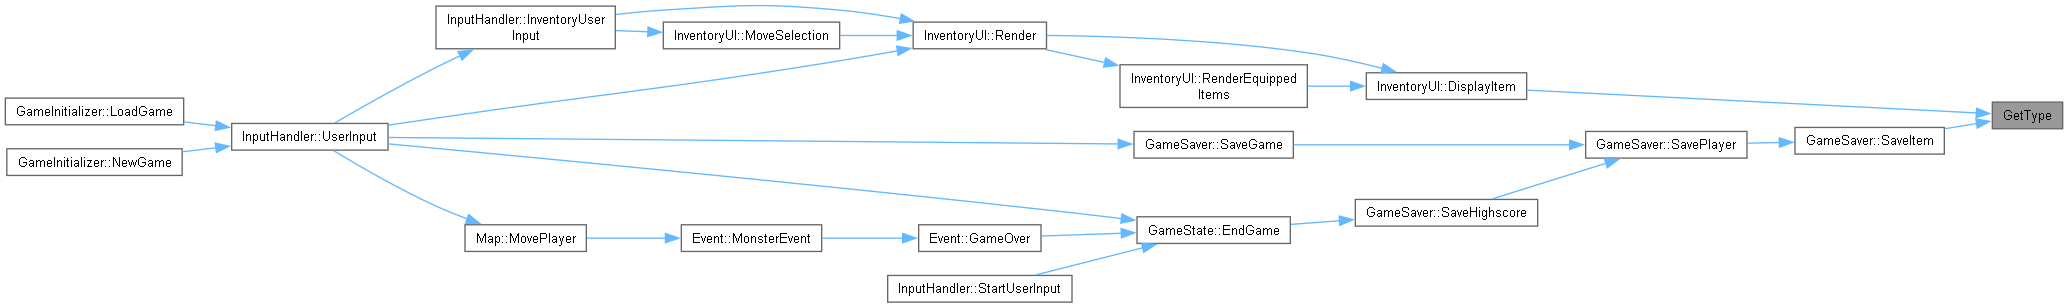 InputHandler::InventoryUser
Input
InventoryUI::MoveSelection
InventoryUI::Render
InventoryUI::RenderEquipped
Items
InventoryUI::DisplayItem
GameInitializer::LoadGame
GameInitializer::NewGame
InputHandler::UserInput
GameSaver::SaveGame
GameSaver::SavePlayer
GameSaver::SaveItem
GetType
GameSaver::SaveHighscore
Map::MovePlayer
Event::MonsterEvent
Event::GameOver
GameState::EndGame
InputHandler::StartUserInput